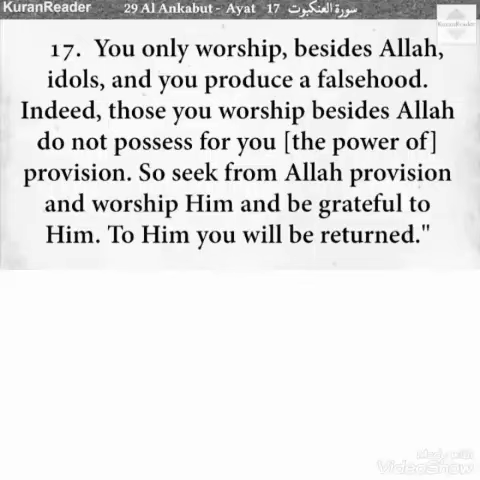 KuranReader 29 Al Ankabut - Ayat 17 سورة العنكبوت
KuranReader
17. You only worship, besides Allah,
idols, and you produce a falsehood.
Indeed, those you worship besides Allah
do not possess for you [the power of]
provision. So seek from Allah provision
and worship Him and be grateful to
Him. To Him you will be returned."
VideoShow